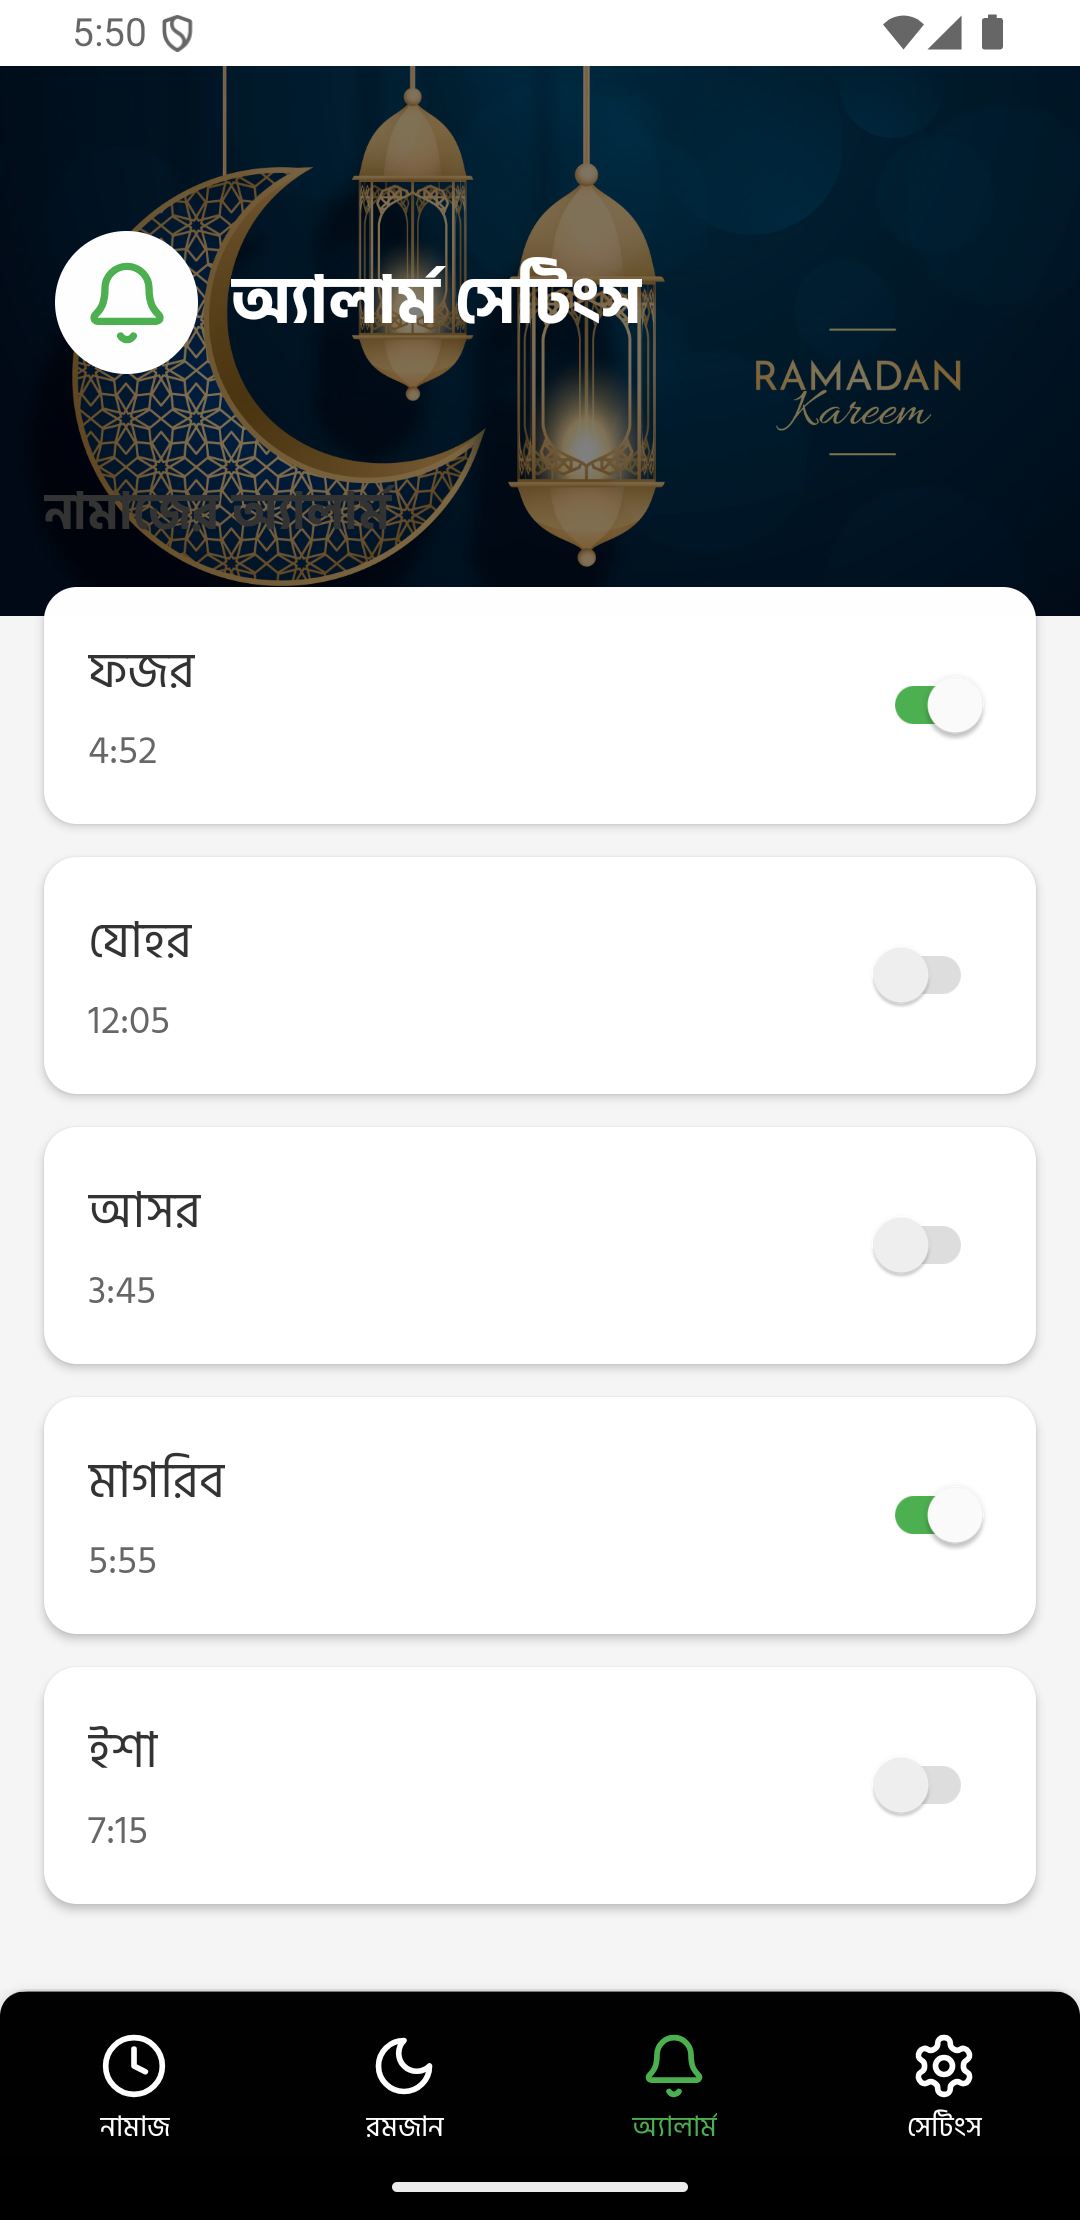 5:50
অ্যালার্ম সেটিংস
RAMADAN
Kareem
নামাজের অ্যালার্ম
ফজর
4:52
যোহর
12:05
আসর
3:45
মাগরিব
5:55
ইশা
7:15
নামাজ রমজান অ্যালার্ম সেটিংস